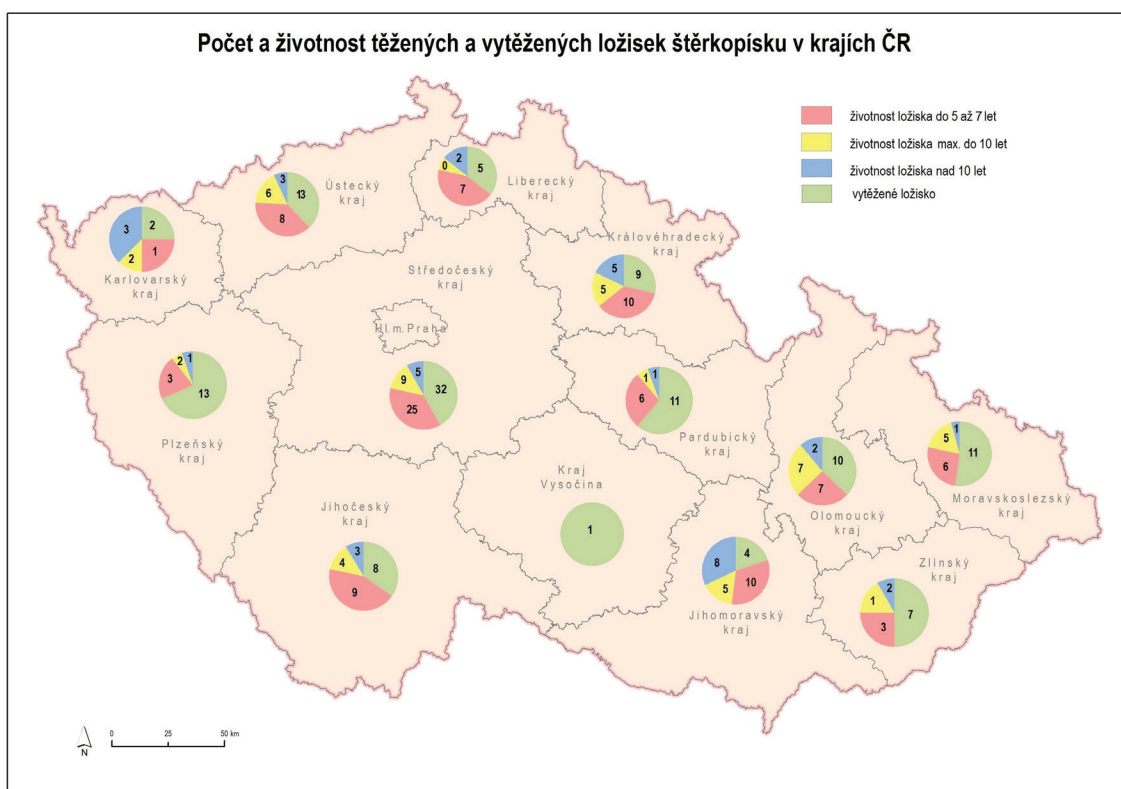 Počet a životnost těžených a vytěžených ložisek štěrkopísku v krajích ČR
životnost ložiska do 5 až 7 let
životnost ložiska max. do 10 let
životnost ložiska nad 10 let
vytěžené ložisko
3
13
6
8
Ústecký
kraj
2
0
5
7
Liberecký
kraj
3
2
2
1
Karlovarský
kraj
Středočeský
kraj
Hl.m.Praha
Královéhradecký
kraj
5
9
5
10
1
2
3
13
Plzeňský
kraj
5
9
32
25
1
1
6
11
Pardubický
kraj
2
10
7
7
Olomoucký
kraj
1
5
11
6
Moravskoslezský
kraj
Kraj
Vysočina
1
Jihočeský
kraj
3
4
8
9
8
4
5
10
Jihomoravský
kraj
Zlínský
kraj
2
1
7
3
N
0
25
50 km